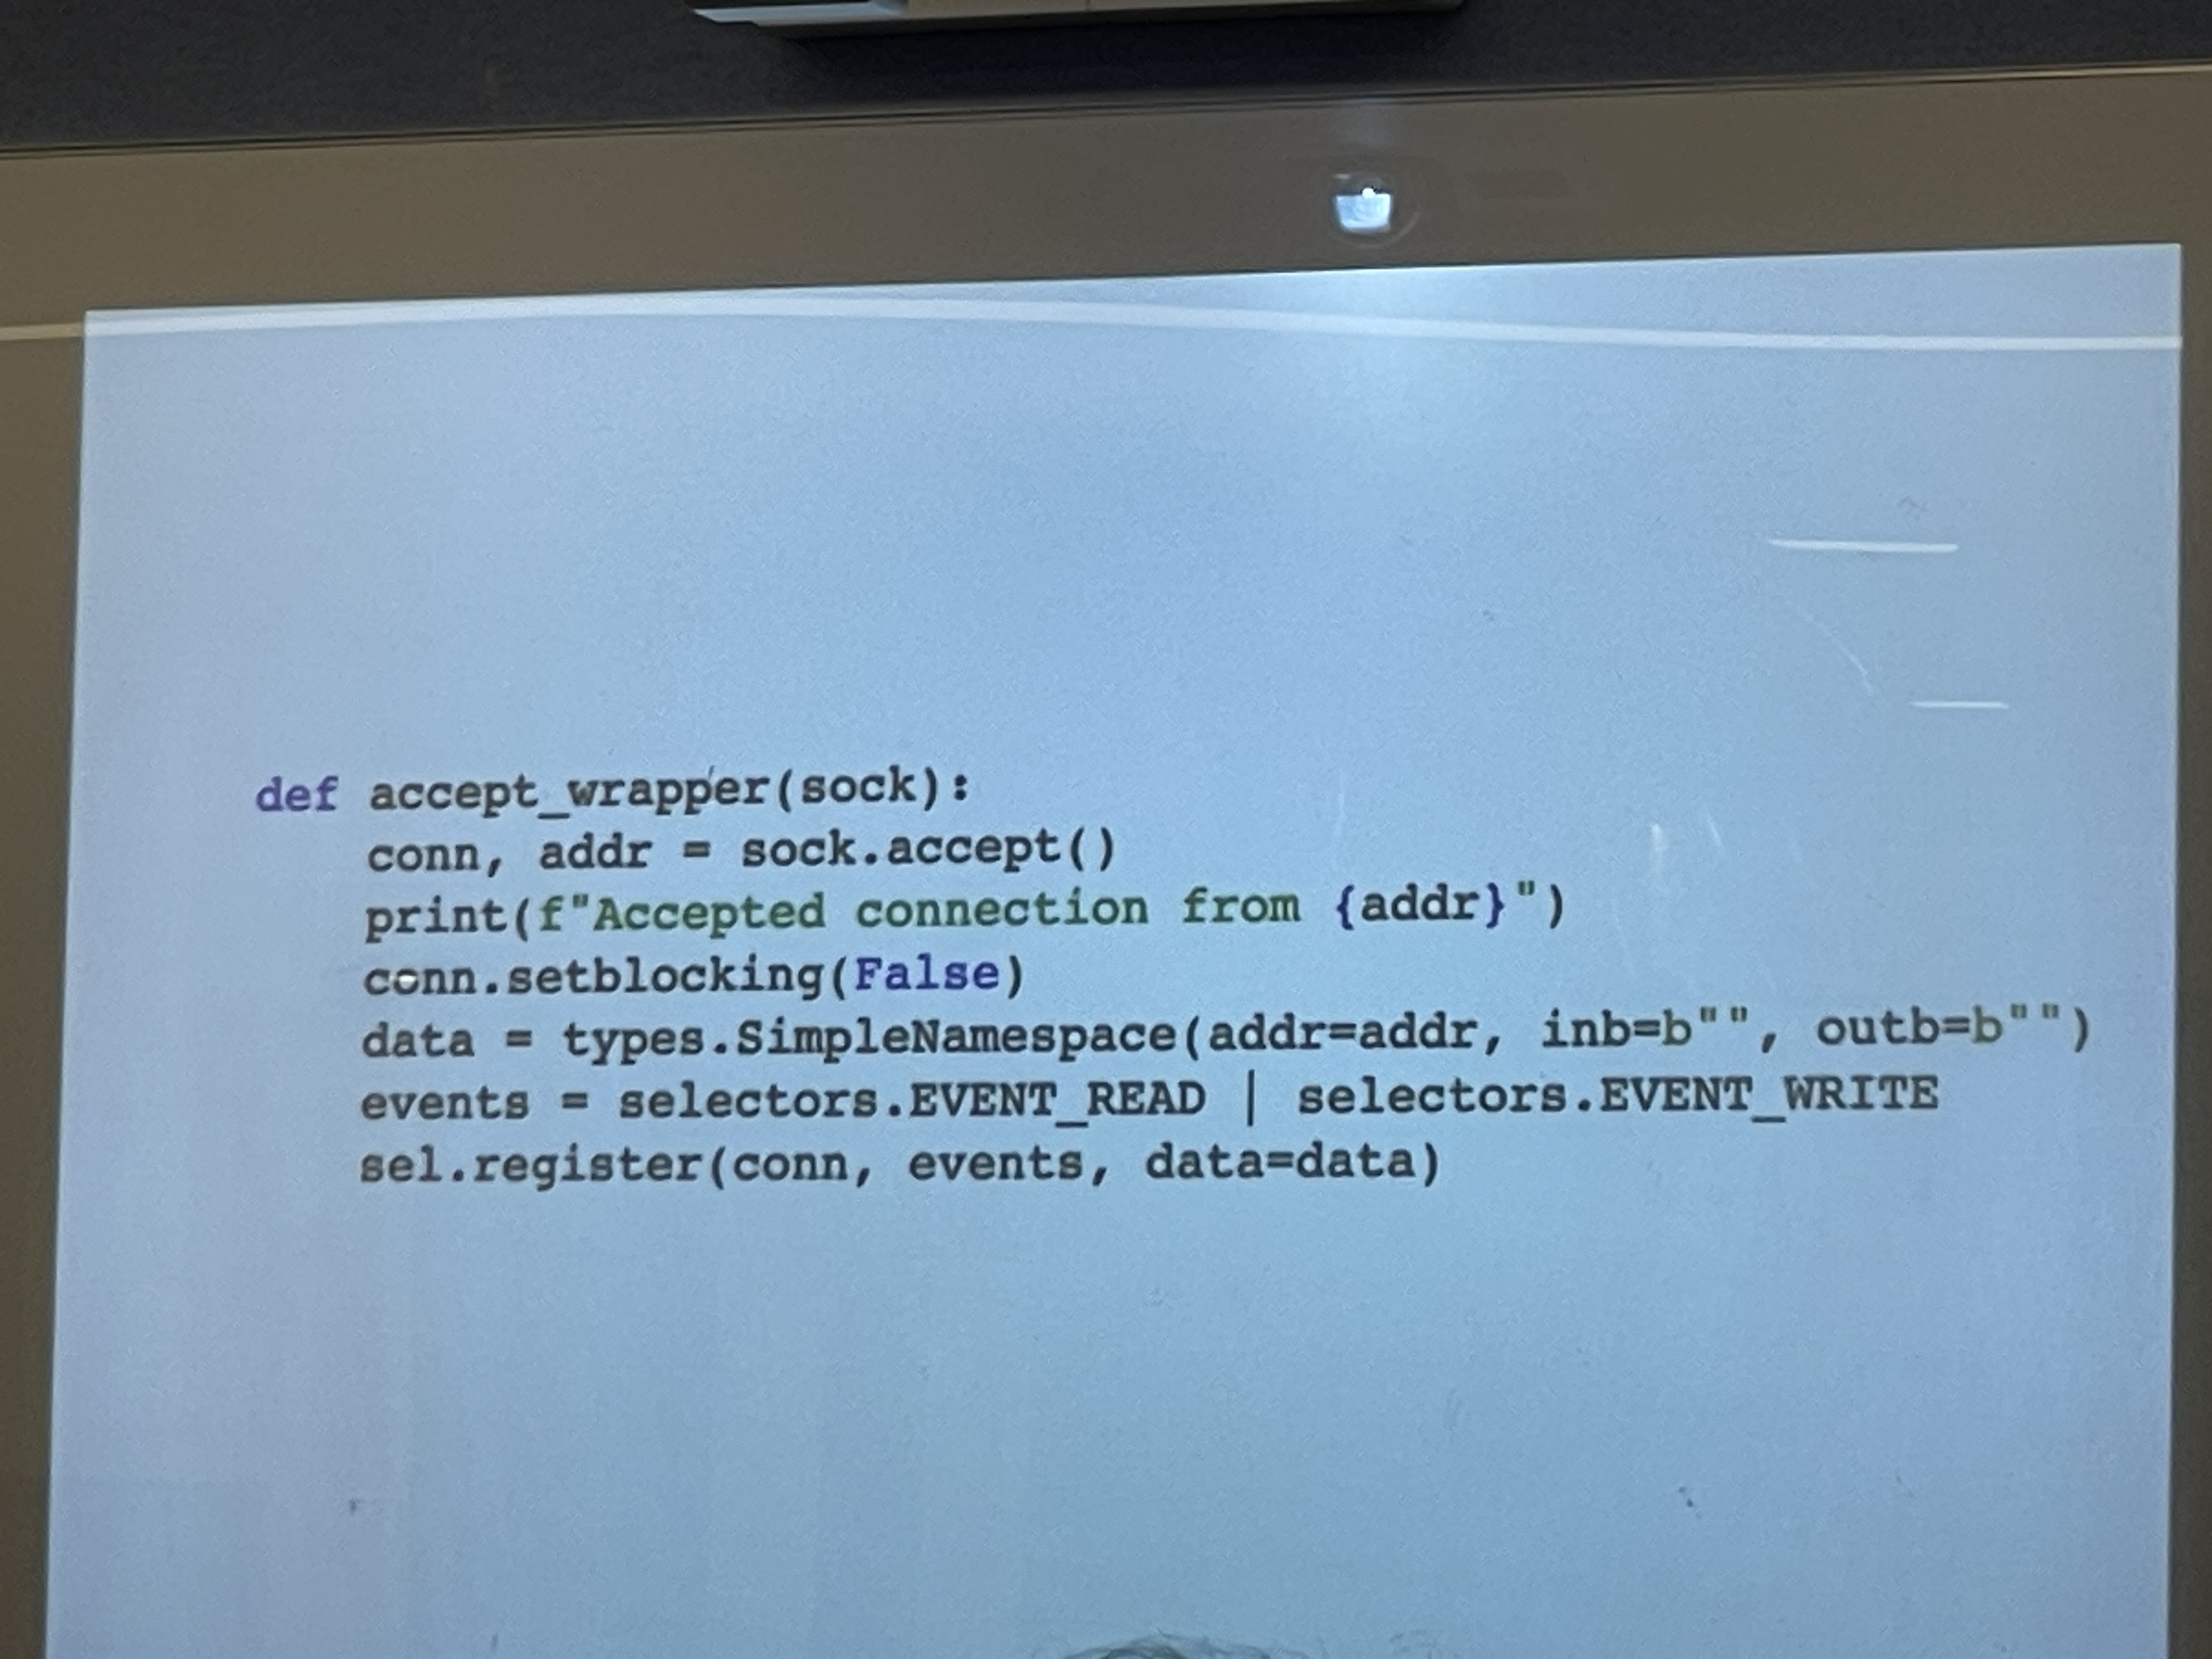 def accept_wrapper(sock):
    conn, addr = sock.accept()
    print(f"Accepted connection from {addr}")
    conn.setblocking(False)
    data = types.SimpleNamespace(addr=addr, inb=b"", outb=b"")
    events = selectors.EVENT_READ | selectors.EVENT_WRITE
    sel.register(conn, events, data=data)